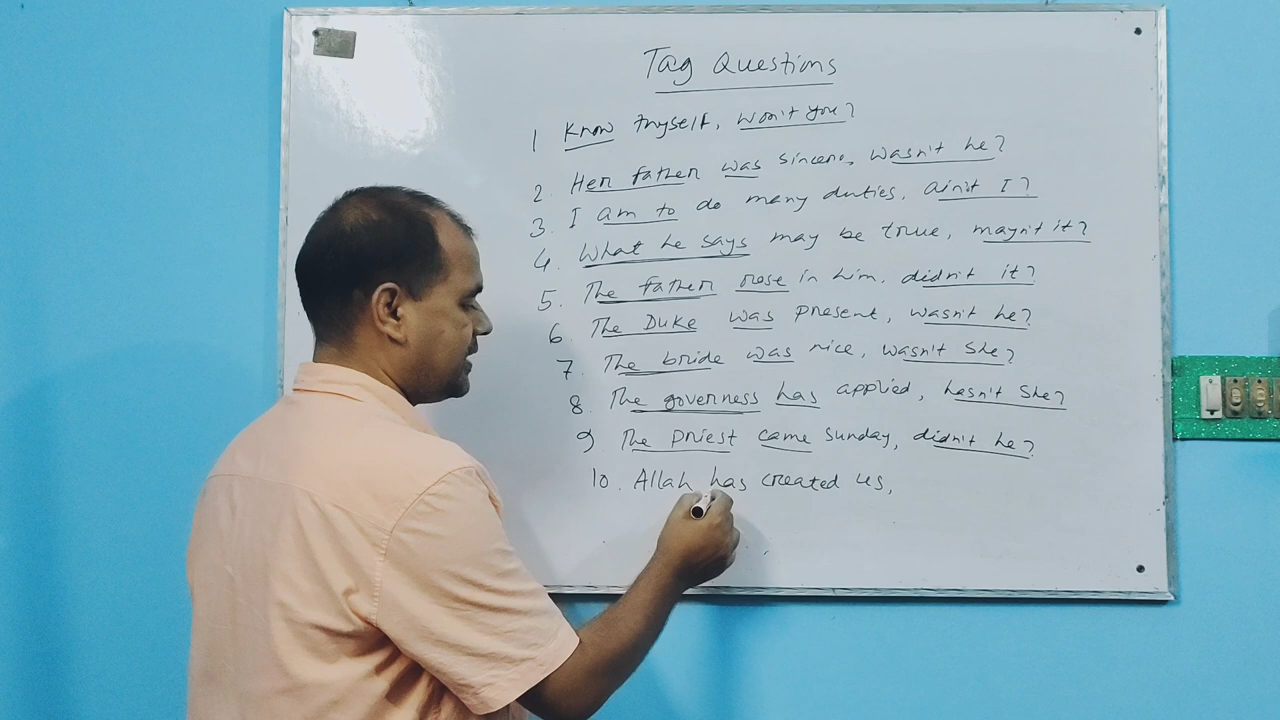 Tag Questions
1 Know thyself, won't you?
2. Her father was sincere, wasn't he?
3. I am to do many duties, ain't I?
4. What he says may be true, mayn't it?
5. The father rose in him, didn't it?
6. The Duke was present, wasn't he?
7. The bride was nice, wasn't she?
8 The governess has applied, hasn't she?
9 The priest came Sunday, didn't he?
10. Allah has created us,